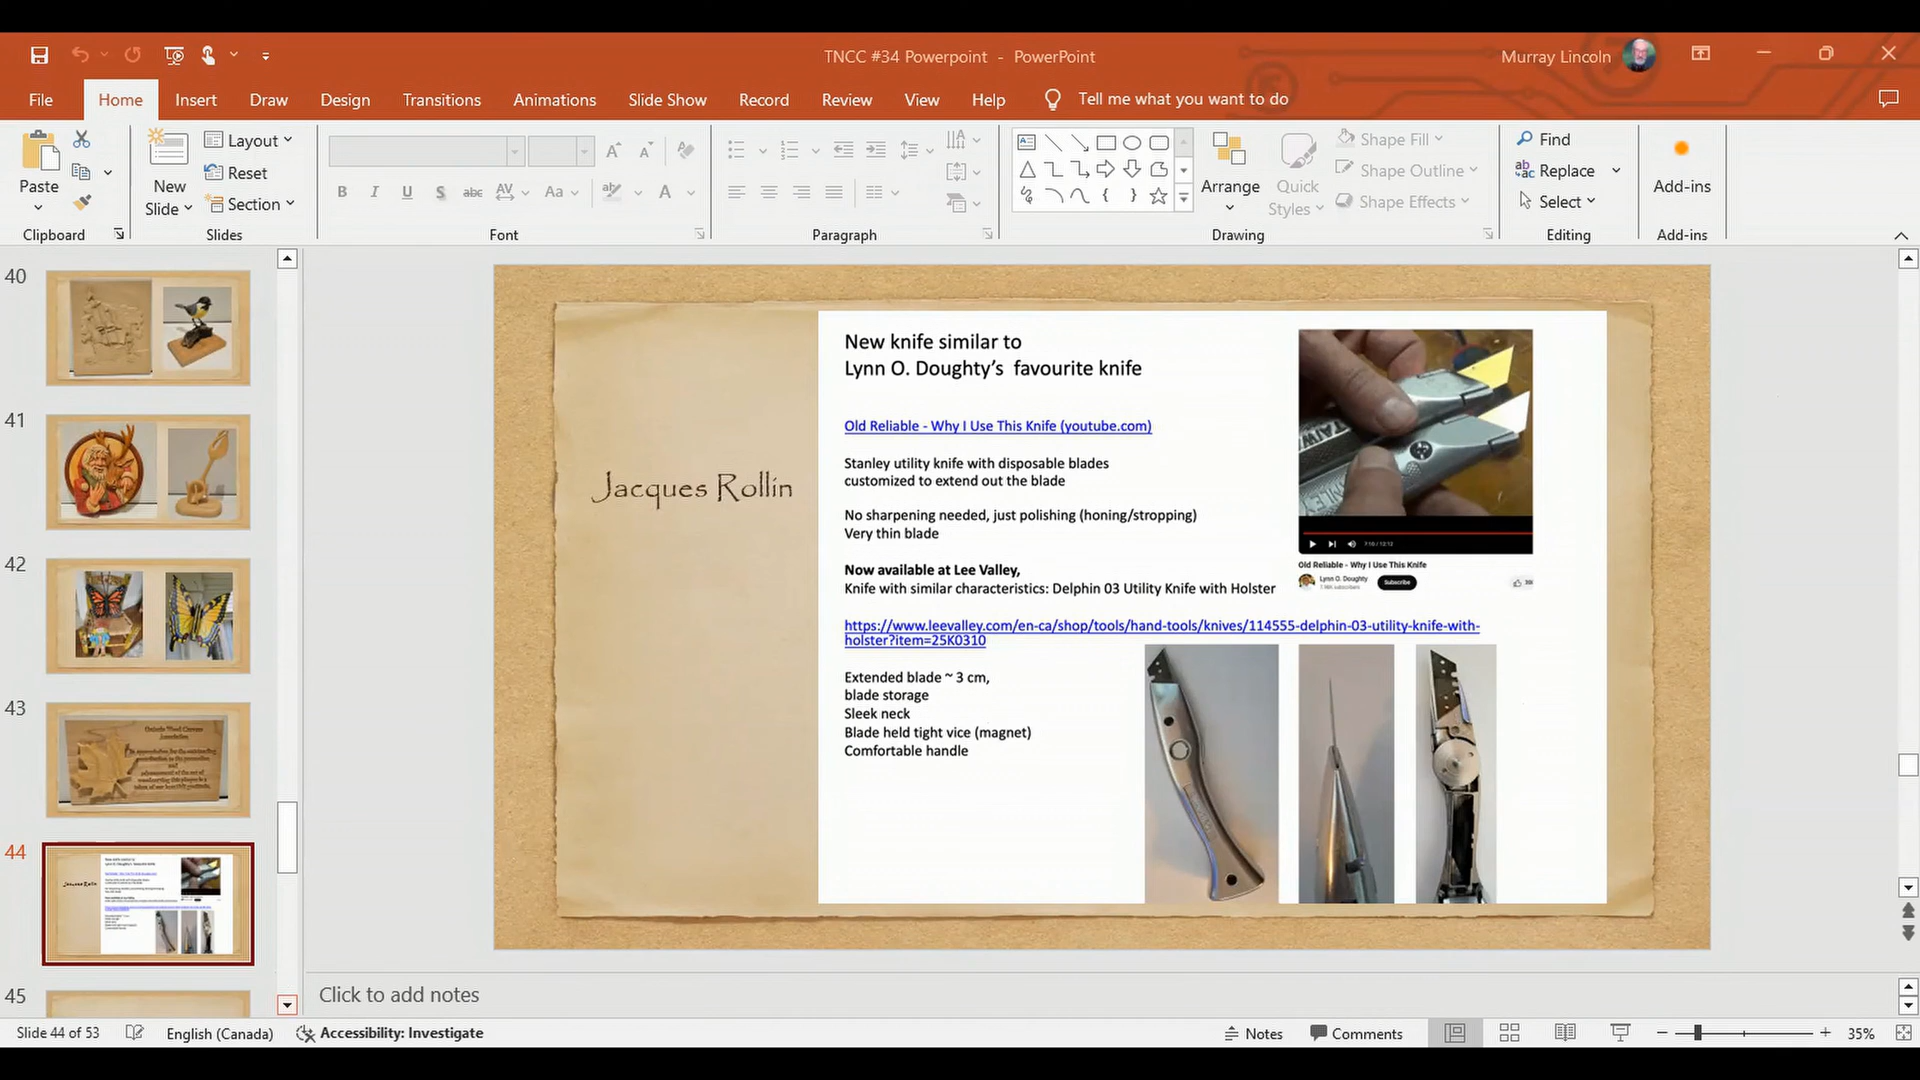 TNCC #34 Powerpoint - PowerPoint
Murray Lincoln
File
Home
Insert
Draw
Design
Transitions
Animations
Slide Show
Record
Review
View
Help
Tell me what you want to do
Paste
Clipboard
New
Slide
Layout
Reset
Section
Slides
B I U S abc AV Aa A
Font
Paragraph
Arrange
Quick
Styles
Shape Fill
Shape Outline
Shape Effects
Drawing
Find
Replace
Select
Editing
Add-ins
Add-ins
40
41
42
43
44
45
Jacques Rollin
New knife similar to
Lynn O. Doughty's favourite knife
Old Reliable - Why I Use This Knife (youtube.com)
Stanley utility knife with disposable blades
customized to extend out the blade
No sharpening needed, just polishing (honing/stropping)
Very thin blade
Now available at Lee Valley,
Knife with similar characteristics: Delphin 03 Utility Knife with Holster
https://www.leevalley.com/en-ca/shop/tools/hand-tools/knives/114555-delphin-03-utility-knife-with-
holster?item=25K0310
Extended blade ~ 3 cm,
blade storage
Sleek neck
Blade held tight vice (magnet)
Comfortable handle
Old Reliable - Why I Use This Knife
Lynn O. Doughty
Subscribe
Click to add notes
Slide 44 of 53
English (Canada)
Accessibility: Investigate
Notes
Comments
35%